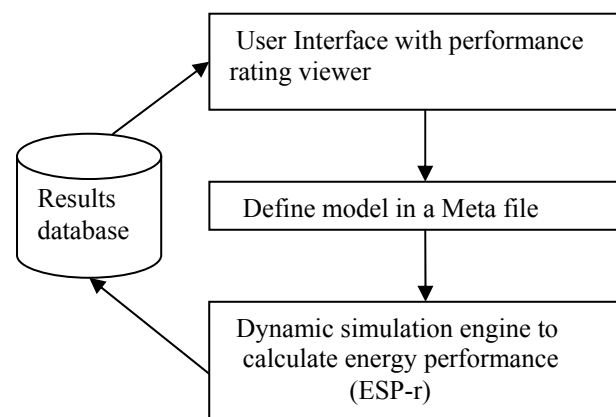 User Interface with performance
rating viewer
Results
database
Define model in a Meta file
Dynamic simulation engine to
calculate energy performance
(ESP-r)